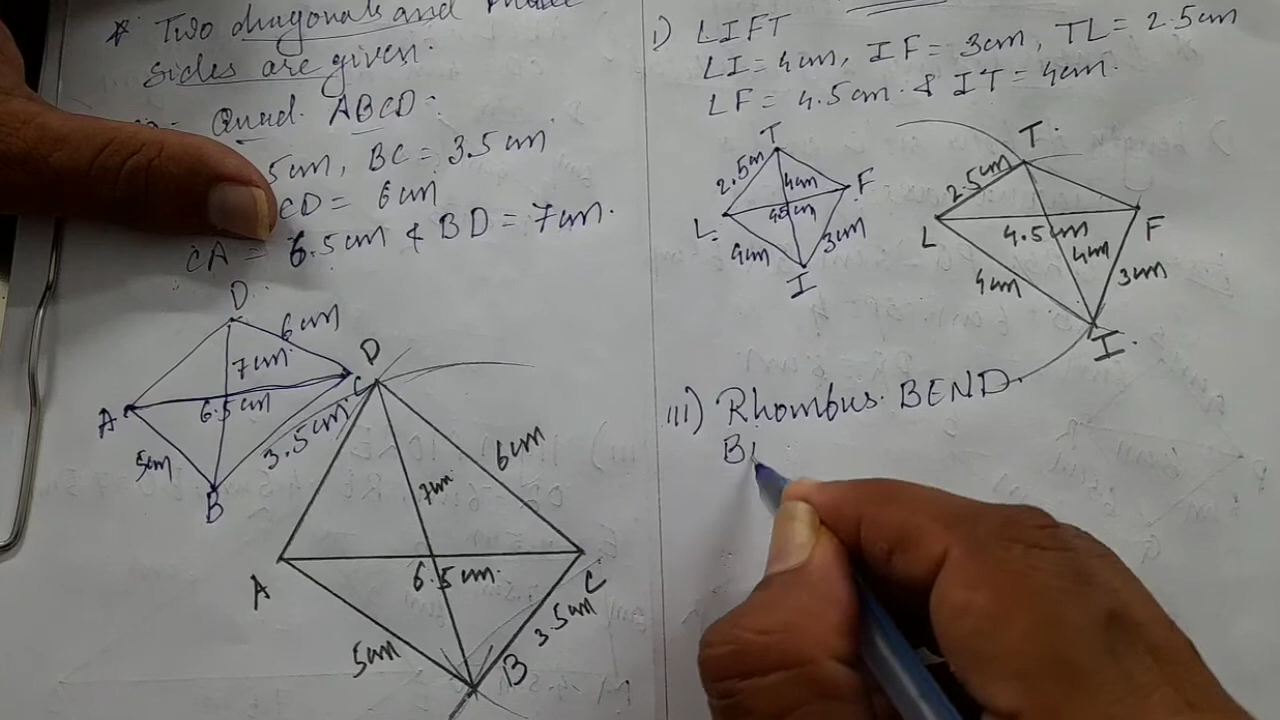 * Two diagonals and three
sides are given.
Quad. ABCD:
5cm, BC = 3.5cm
CD = 6cm
CA = 6.5cm & BD = 7cm.
D
6cm
7cm
A
6.5cm
C
5cm
3.5cm
B
D
6cm
7cm
A
6.5cm.
C
5cm
3.5cm
B
i) LIFT
LI = 4cm, IF = 3cm, TL = 2.5cm
LF = 4.5cm. & IT = 4cm.
T
2.5cm
4cm
F
L
4.5cm
4cm
3cm
I
T.
2.5cm
L
4.5cm
F
4cm
4cm
3cm
I.
iii) Rhombus. BEND.
B